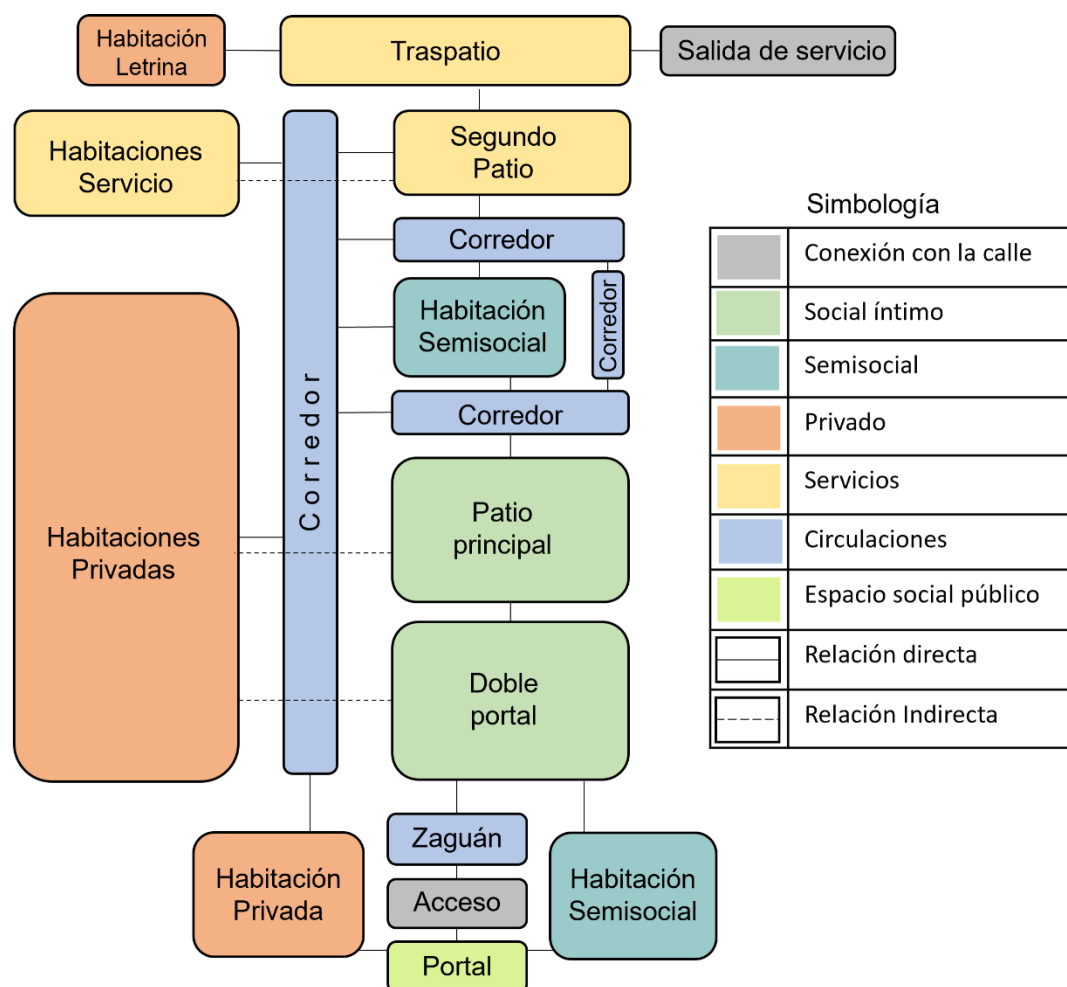 Habitación
Letrina
Traspatio
Salida de servicio
Habitaciones
Servicio
Segundo
Patio
Corredor
Habitación
Semisocial
Corredor
Corredor
Corredor
Habitaciones
Privadas
Patio
principal
Doble
portal
Habitación
Privada
Zaguán
Acceso
Portal
Habitación
Semisocial
Simbología
Conexión con la calle
Social íntimo
Semisocial
Privado
Servicios
Circulaciones
Espacio social público
Relación directa
Relación Indirecta